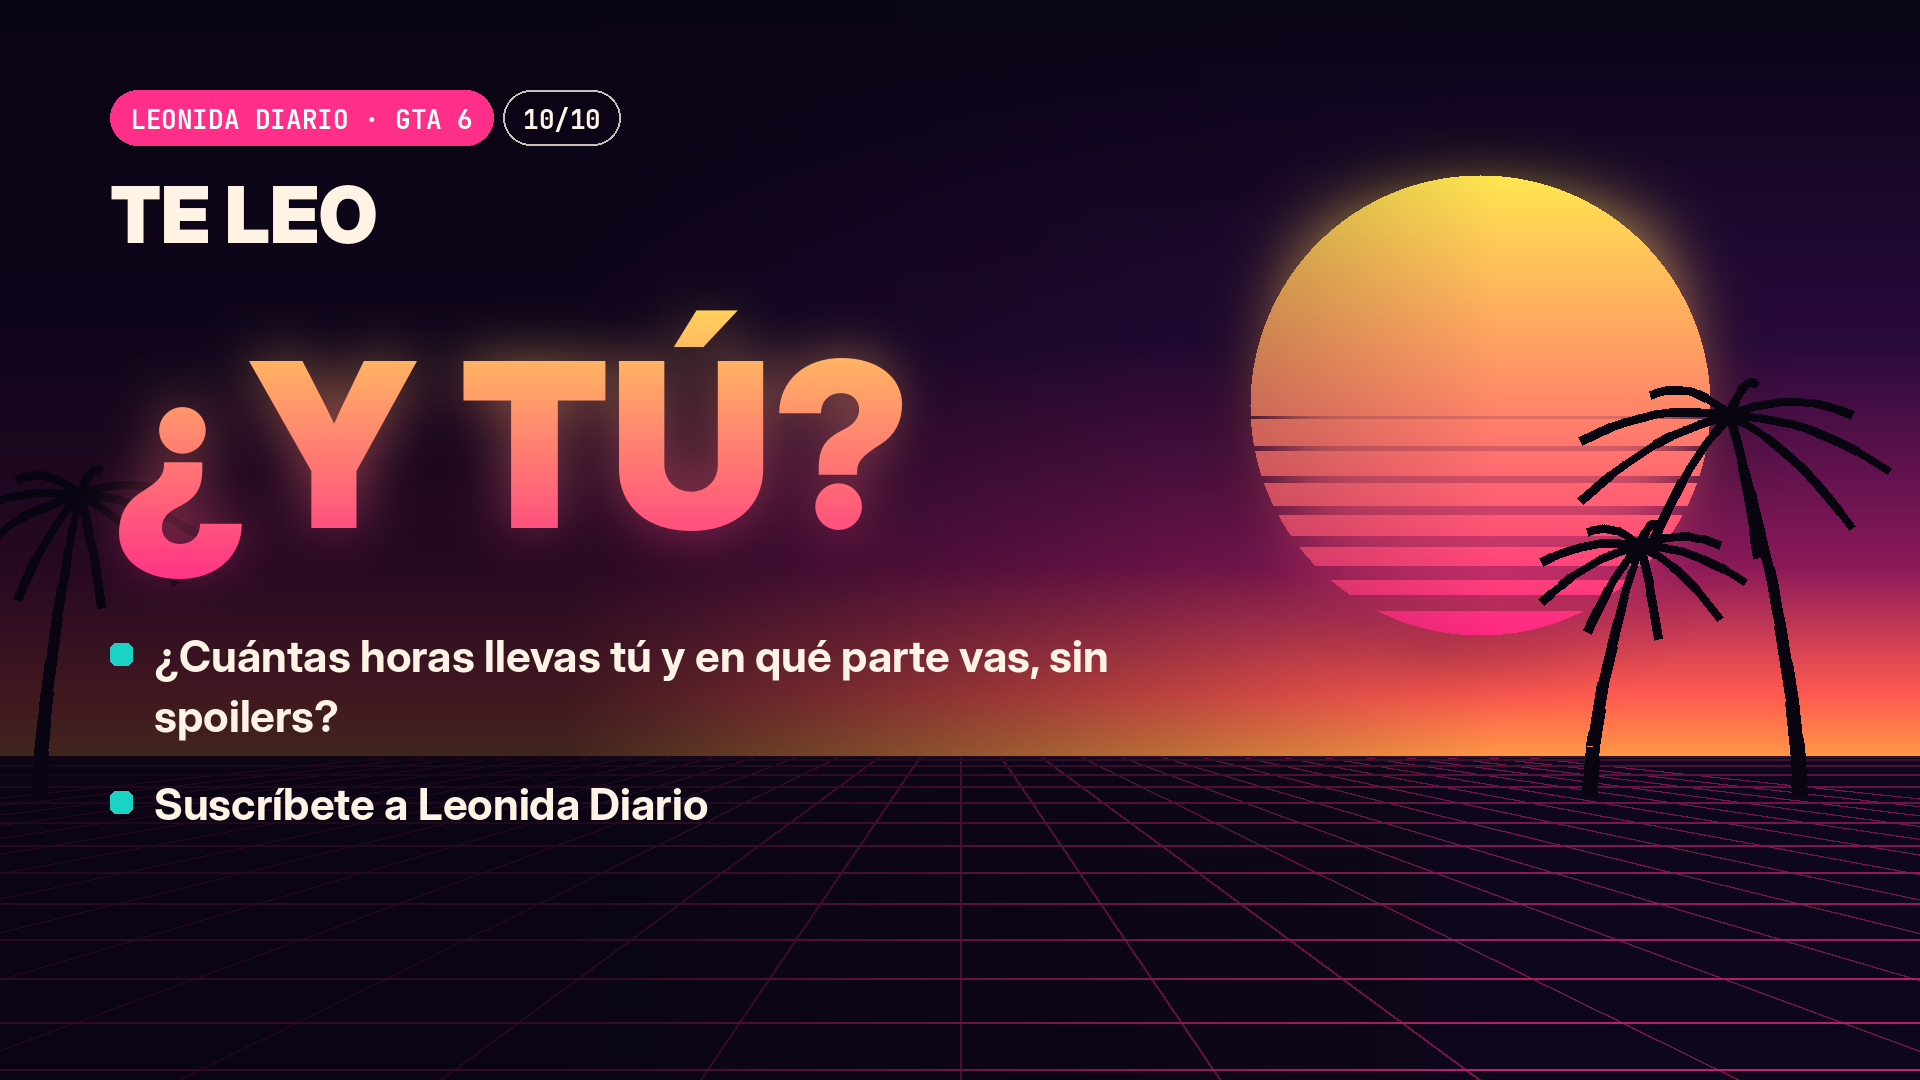 LEONIDA DIARIO · GTA 6 10/10
TE LEO
¿Y TÚ?
¿Cuántas horas llevas tú y en qué parte vas, sin
spoilers?
Suscríbete a Leonida Diario